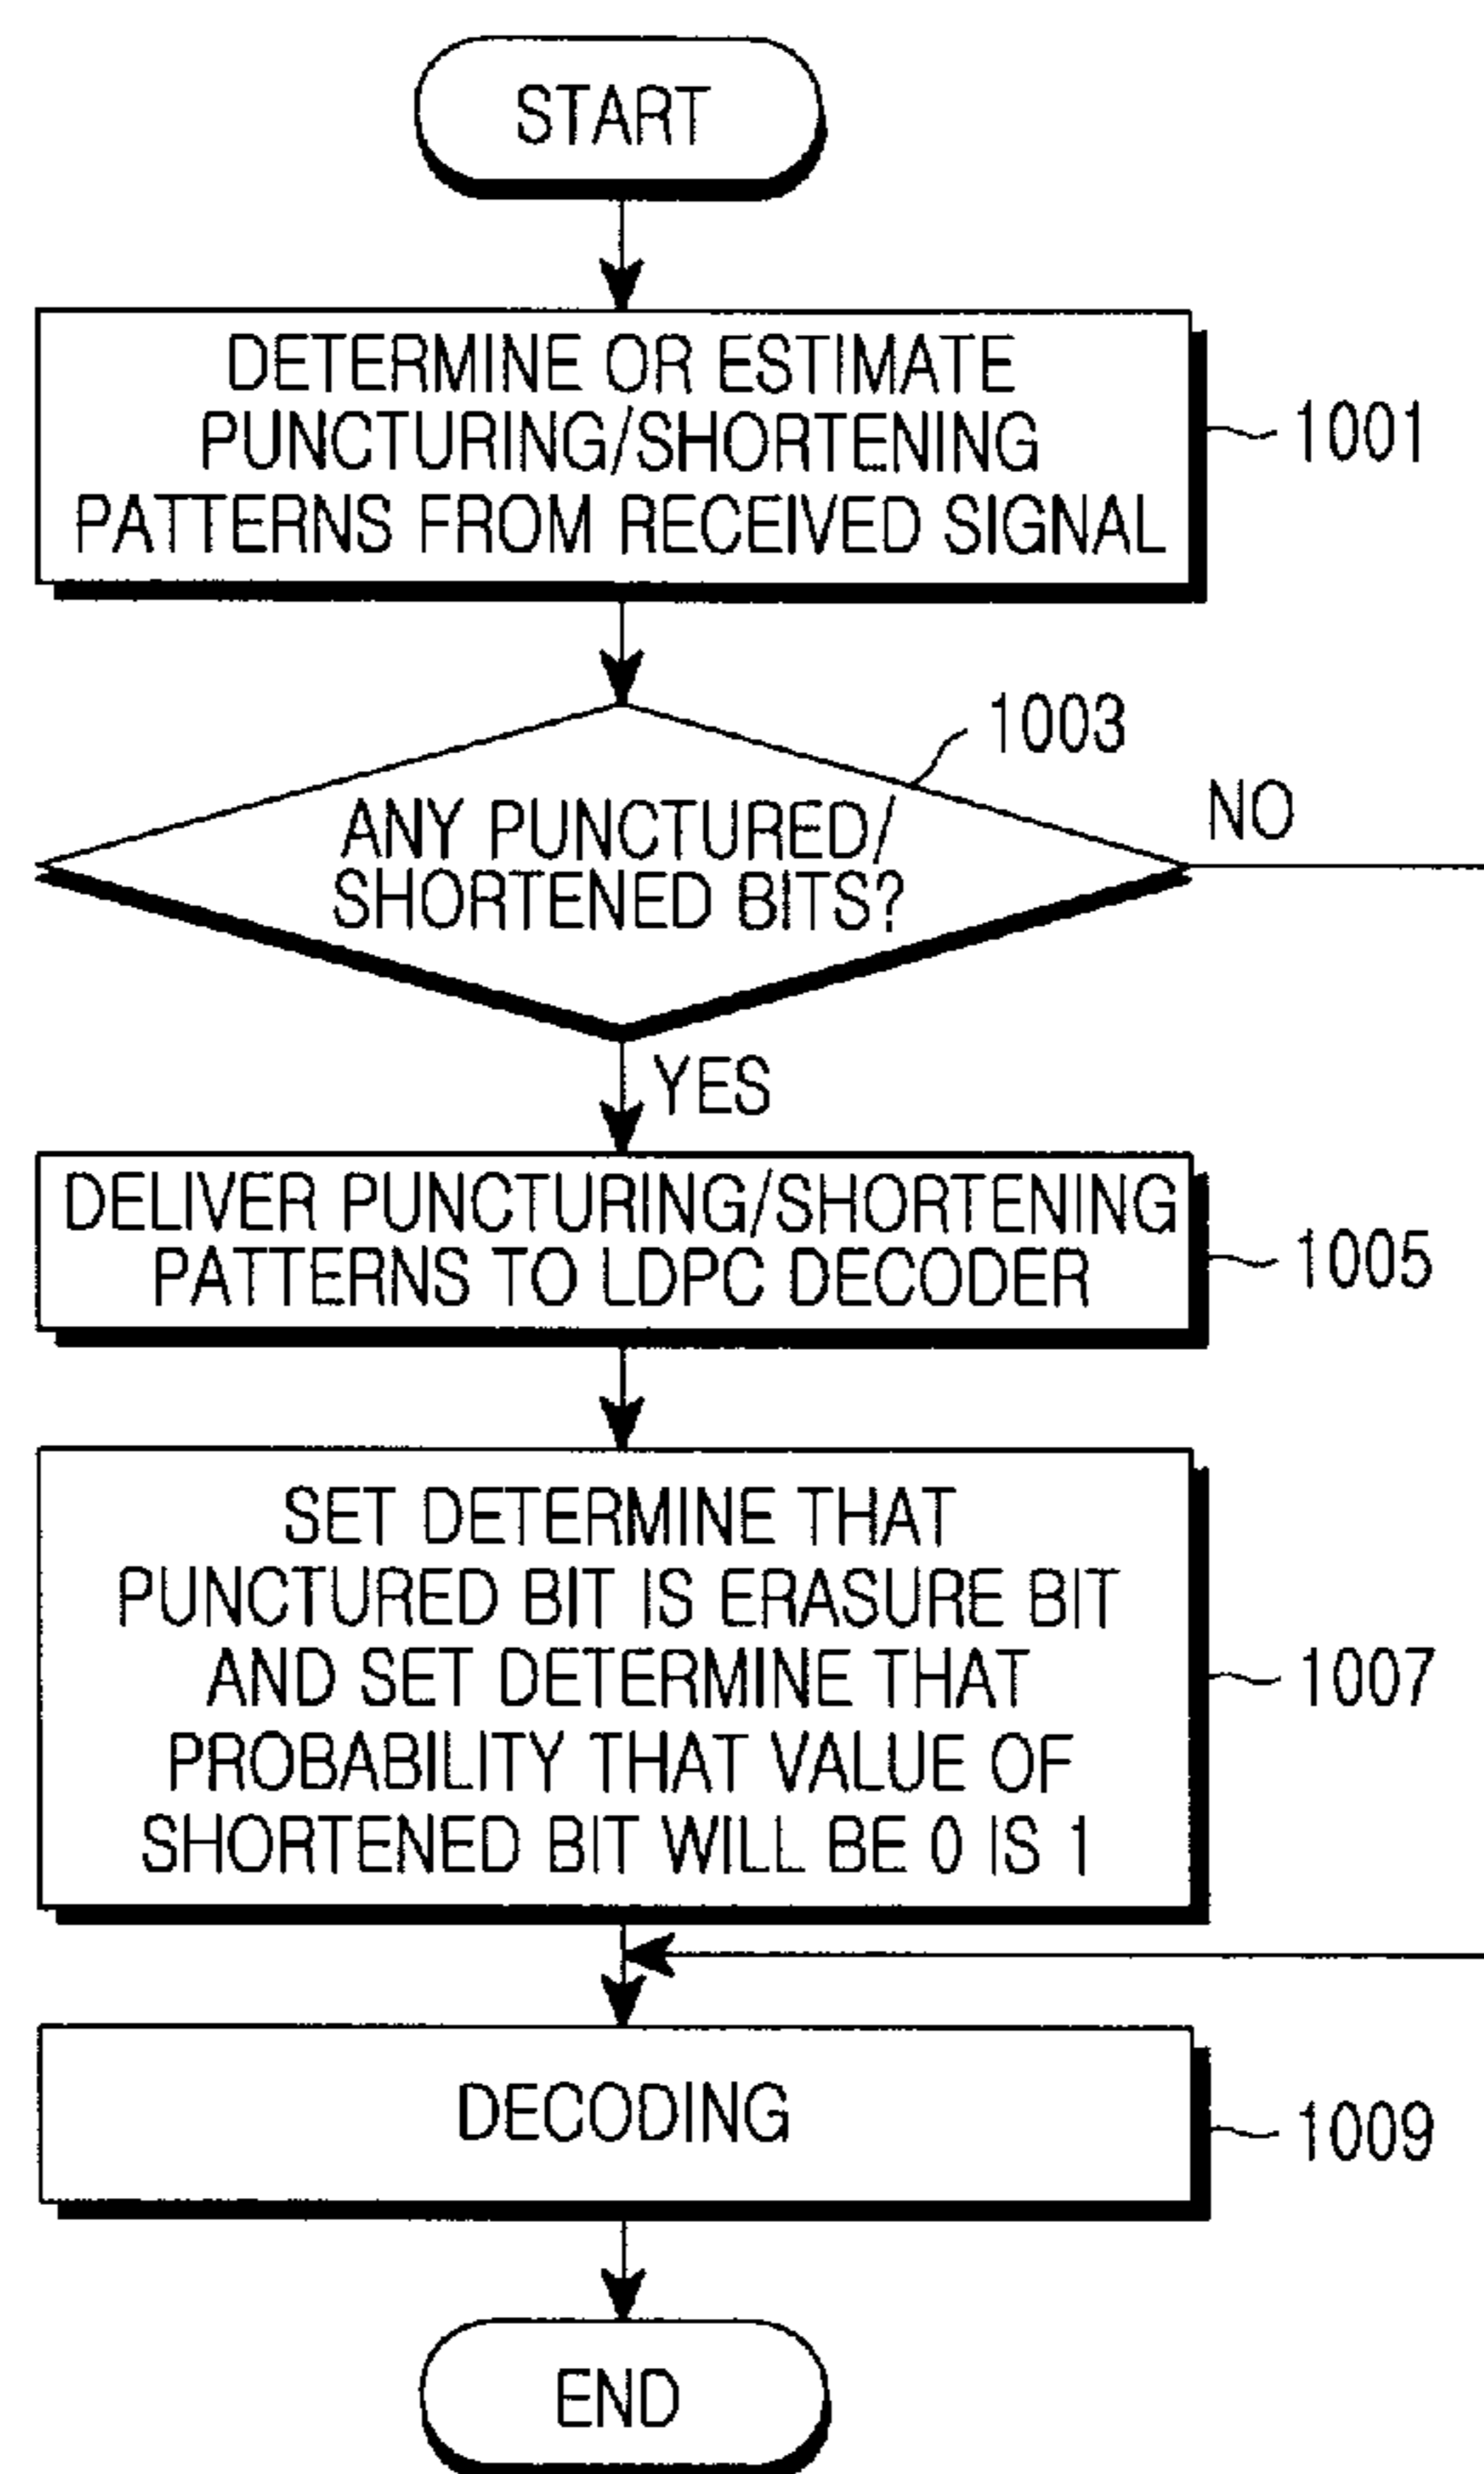 START
DETERMINE OR ESTIMATE
PUNCTURING/SHORTENING
PATTERNS FROM RECEIVED SIGNAL
1001
1003
ANY PUNCTURED/
SHORTENED BITS?
NO
YES
DELIVER PUNCTURING/SHORTENING
PATTERNS TO LDPC DECODER
1005
SET DETERMINE THAT
PUNCTURED BIT IS ERASURE BIT
AND SET DETERMINE THAT
PROBABILITY THAT VALUE OF
SHORTENED BIT WILL BE 0 IS 1
1007
DECODING
1009
END